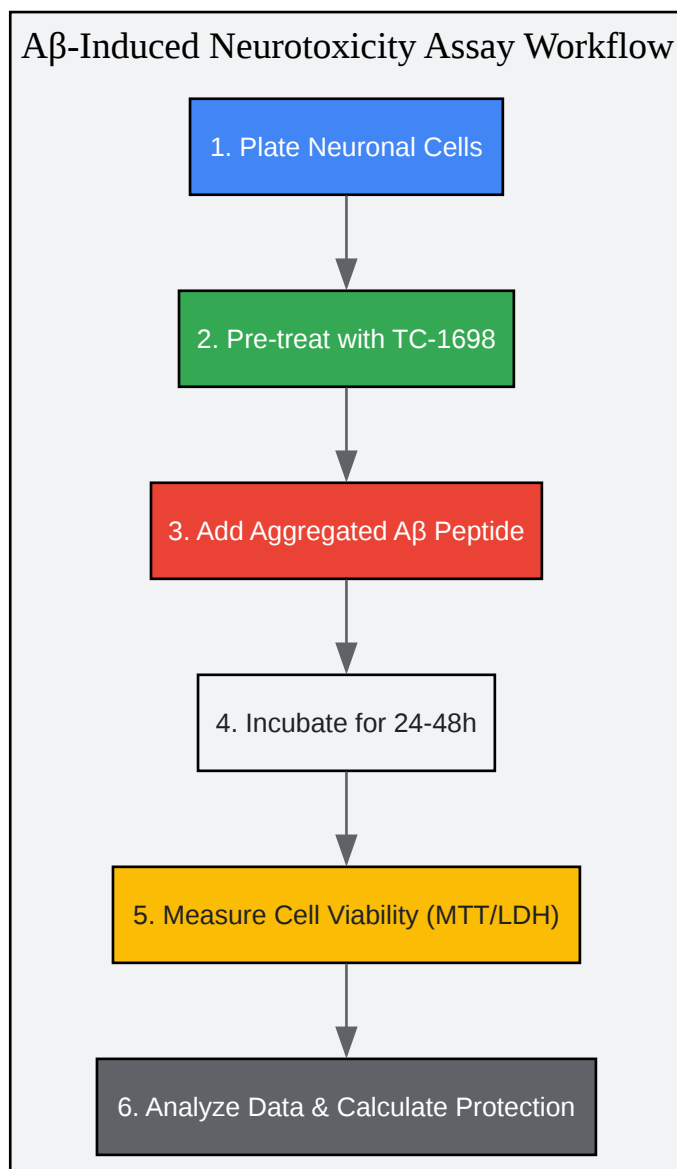 Aβ-Induced Neurotoxicity Assay Workflow
1. Plate Neuronal Cells
2. Pre-treat with TC-1698
3. Add Aggregated Aβ Peptide
4. Incubate for 24-48h
5. Measure Cell Viability (MTT/LDH)
6. Analyze Data & Calculate Protection